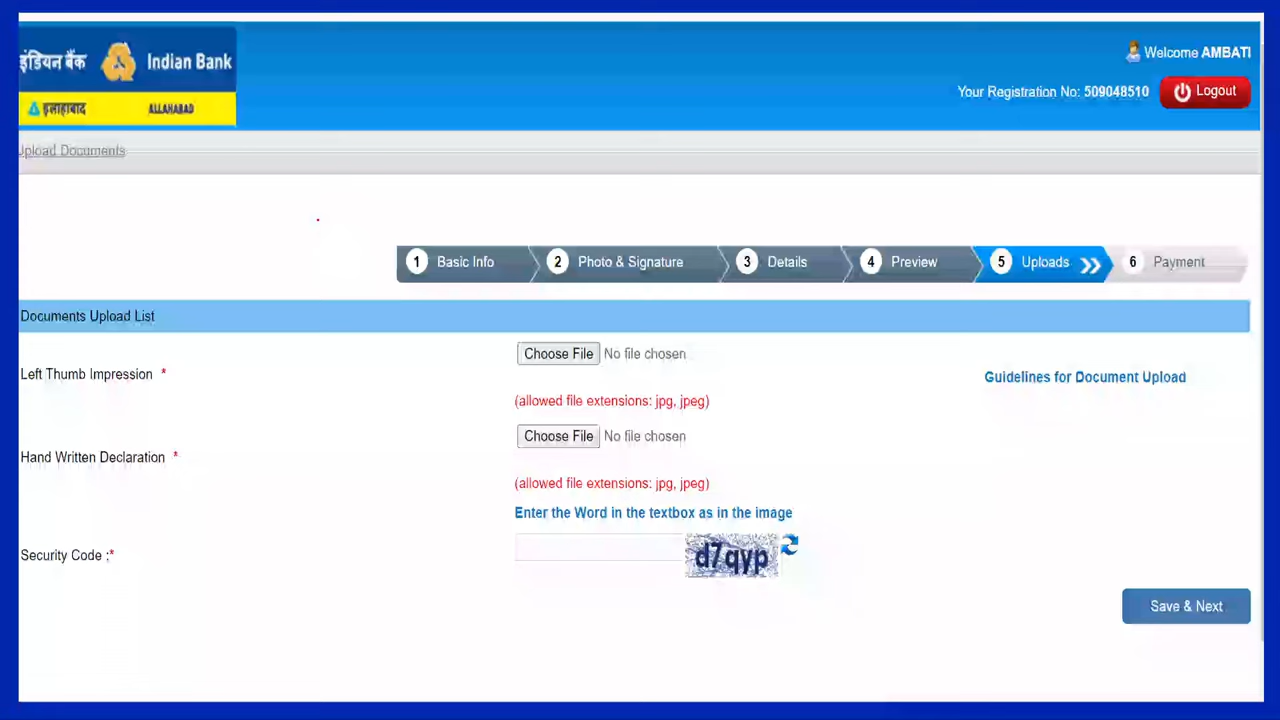 इंडियन बैंक Indian Bank
इलाहाबाद ALLAHABAD
Welcome AMBATI
Your Registration No: 509048510 Logout
Upload Documents
1 Basic Info 2 Photo & Signature 3 Details 4 Preview 5 Uploads 6 Payment
Documents Upload List
Left Thumb Impression * Choose File No file chosen
(allowed file extensions: jpg, jpeg)
Guidelines for Document Upload
Hand Written Declaration * Choose File No file chosen
(allowed file extensions: jpg, jpeg)
Enter the Word in the textbox as in the image
Security Code :* d7qyp
Save & Next